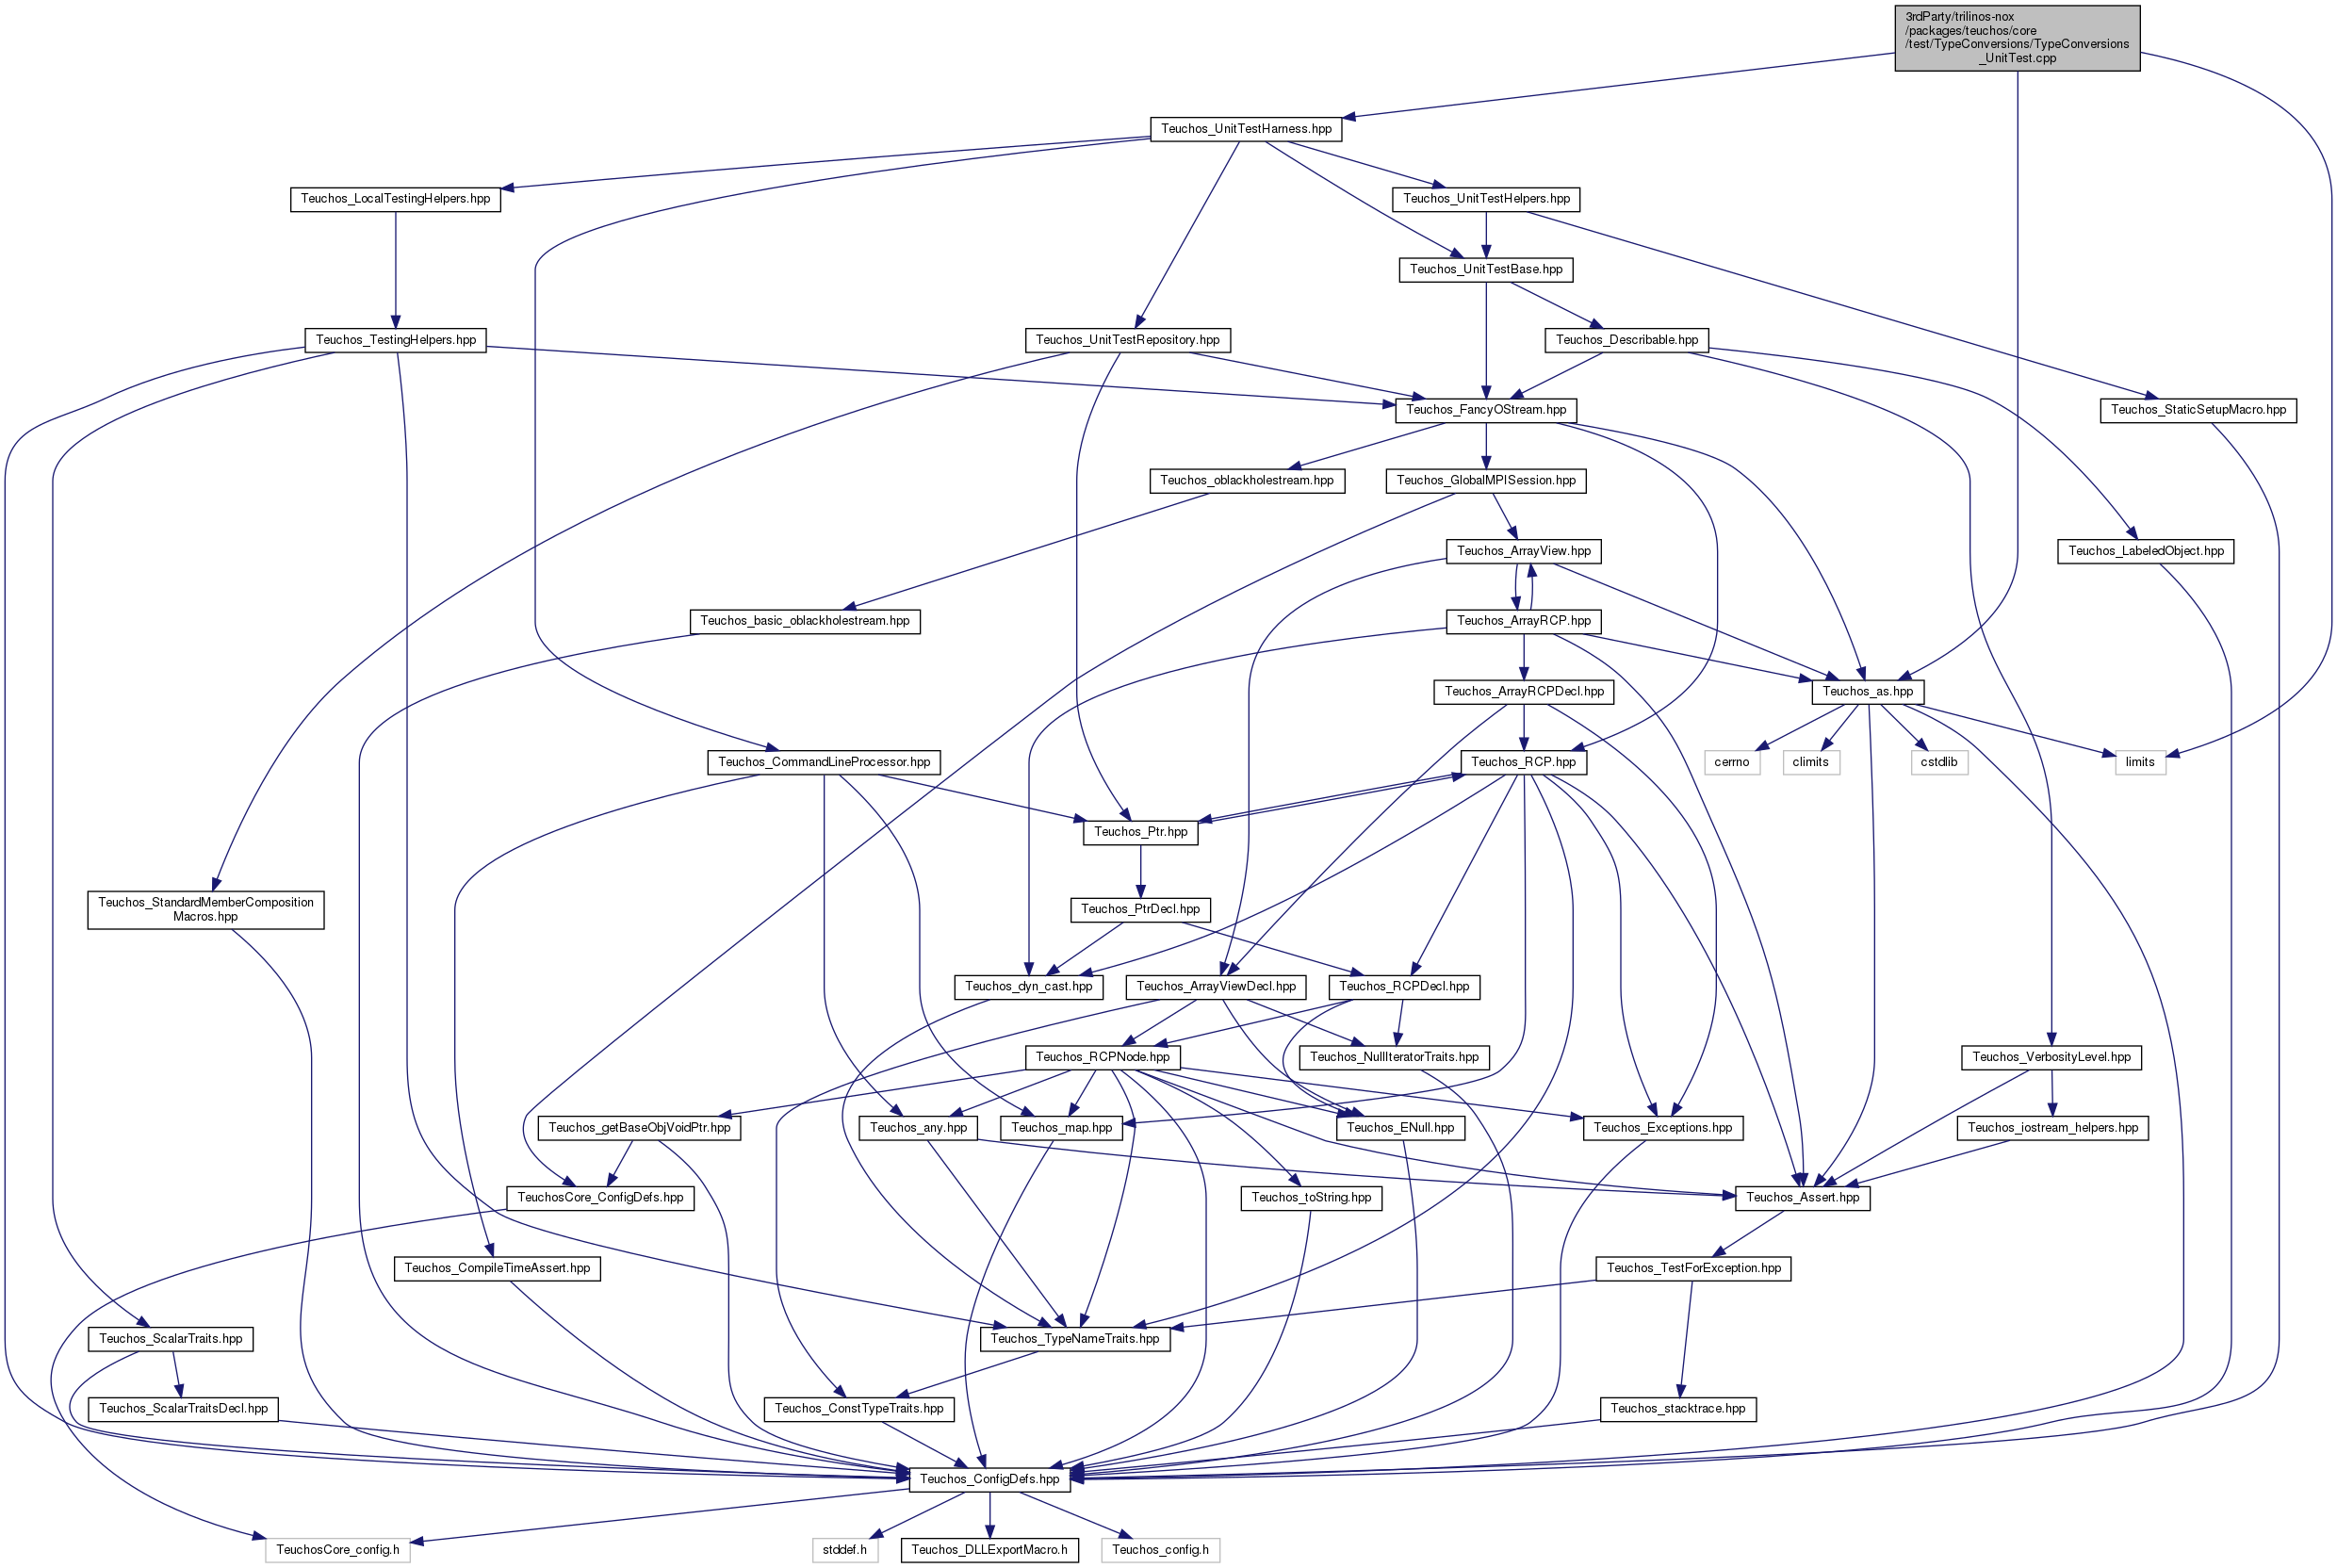 3rdParty/trilinos-nox
/packages/teuchos/core
/test/TypeConversions/TypeConversions
_UnitTest.cpp
Teuchos_UnitTestHarness.hpp
Teuchos_LocalTestingHelpers.hpp
Teuchos_UnitTestHelpers.hpp
Teuchos_UnitTestBase.hpp
Teuchos_TestingHelpers.hpp
Teuchos_UnitTestRepository.hpp
Teuchos_Describable.hpp
Teuchos_FancyOStream.hpp
Teuchos_StaticSetupMacro.hpp
Teuchos_oblackholestream.hpp
Teuchos_GlobalMPISession.hpp
Teuchos_ArrayView.hpp
Teuchos_LabeledObject.hpp
Teuchos_basic_oblackholestream.hpp
Teuchos_ArrayRCP.hpp
Teuchos_ArrayRCPDecl.hpp
Teuchos_as.hpp
Teuchos_CommandLineProcessor.hpp
Teuchos_RCP.hpp
cerrno
climits
cstdlib
limits
Teuchos_Ptr.hpp
Teuchos_StandardMemberComposition
Macros.hpp
Teuchos_PtrDecl.hpp
Teuchos_dyn_cast.hpp
Teuchos_ArrayViewDecl.hpp
Teuchos_RCPDecl.hpp
Teuchos_RCPNode.hpp
Teuchos_NullIteratorTraits.hpp
Teuchos_VerbosityLevel.hpp
Teuchos_getBaseObjVoidPtr.hpp
Teuchos_any.hpp
Teuchos_map.hpp
Teuchos_ENull.hpp
Teuchos_Exceptions.hpp
Teuchos_iostream_helpers.hpp
TeuchosCore_ConfigDefs.hpp
Teuchos_toString.hpp
Teuchos_Assert.hpp
Teuchos_CompileTimeAssert.hpp
Teuchos_TestForException.hpp
Teuchos_ScalarTraits.hpp
Teuchos_TypeNameTraits.hpp
Teuchos_ScalarTraitsDecl.hpp
Teuchos_ConstTypeTraits.hpp
Teuchos_stacktrace.hpp
Teuchos_ConfigDefs.hpp
TeuchosCore_config.h
stddef.h
Teuchos_DLLExportMacro.h
Teuchos_config.h